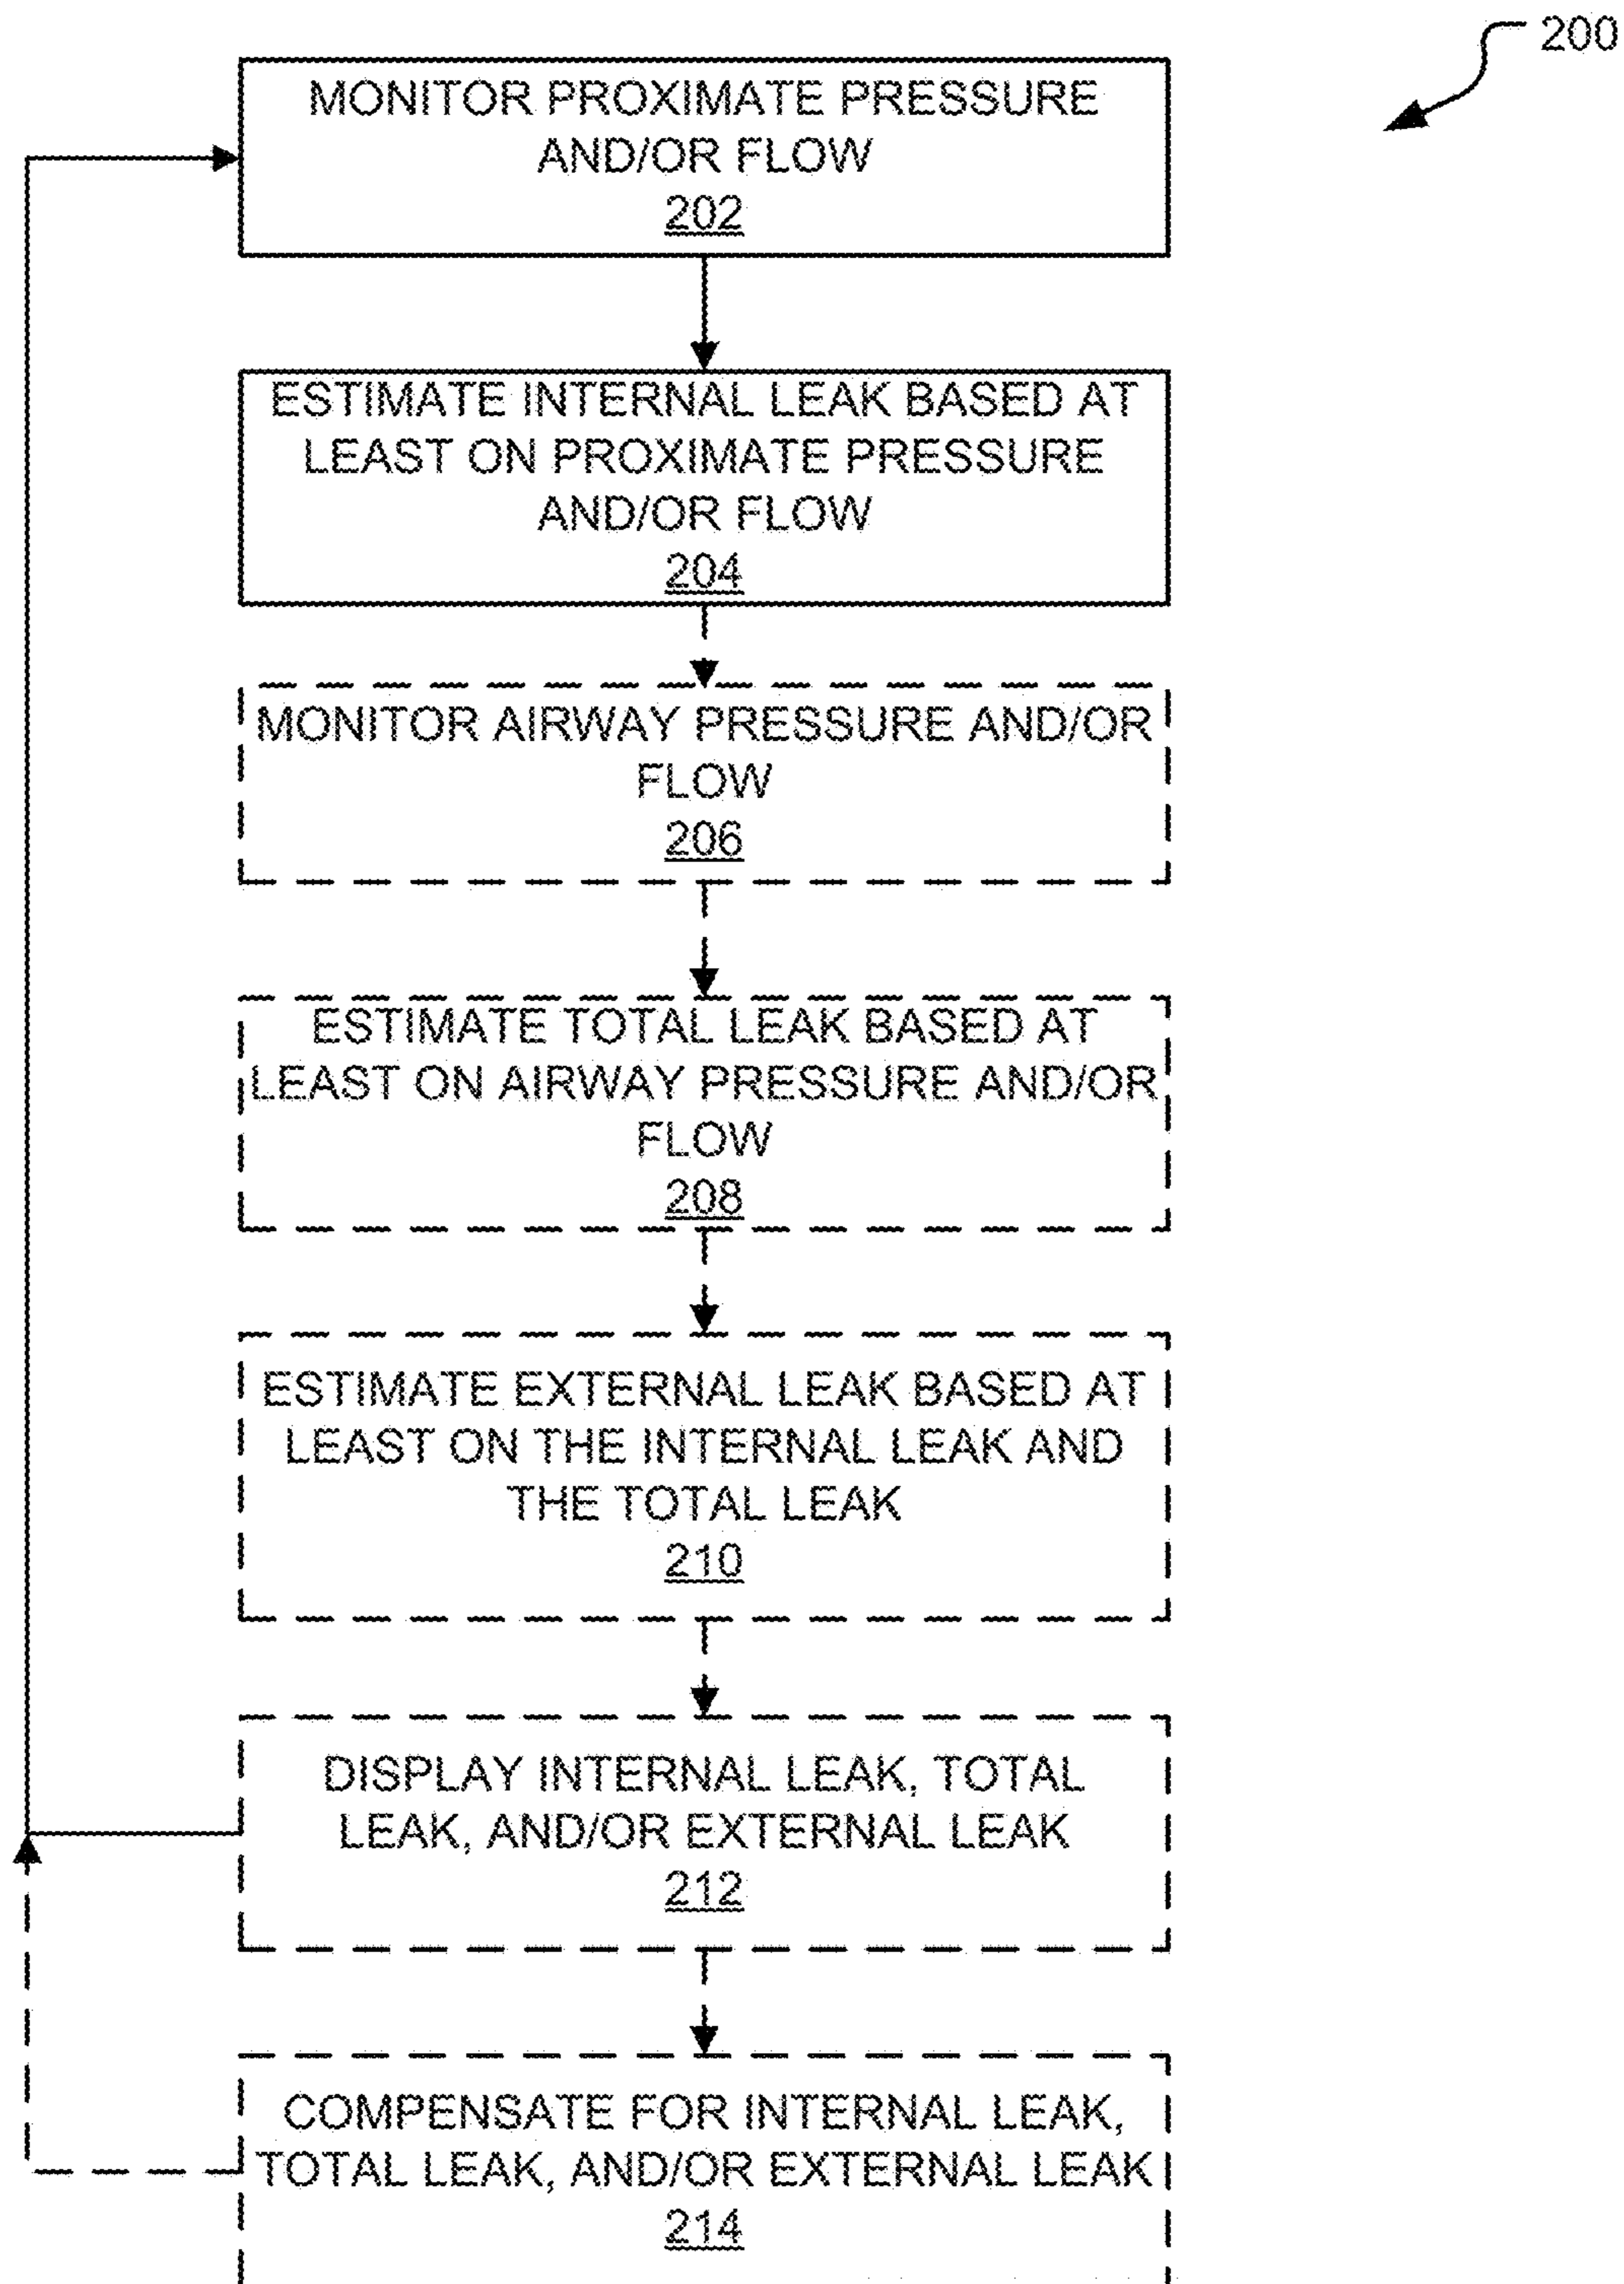 200
MONITOR PROXIMATE PRESSURE
AND/OR FLOW
202
ESTIMATE INTERNAL LEAK BASED AT
LEAST ON PROXIMATE PRESSURE
AND/OR FLOW
204
MONITOR AIRWAY PRESSURE AND/OR
FLOW
206
ESTIMATE TOTAL LEAK BASED AT
LEAST ON AIRWAY PRESSURE AND/OR
FLOW
208
ESTIMATE EXTERNAL LEAK BASED AT
LEAST ON THE INTERNAL LEAK AND
THE TOTAL LEAK
210
DISPLAY INTERNAL LEAK, TOTAL
LEAK, AND/OR EXTERNAL LEAK
212
COMPENSATE FOR INTERNAL LEAK,
TOTAL LEAK, AND/OR EXTERNAL LEAK
214